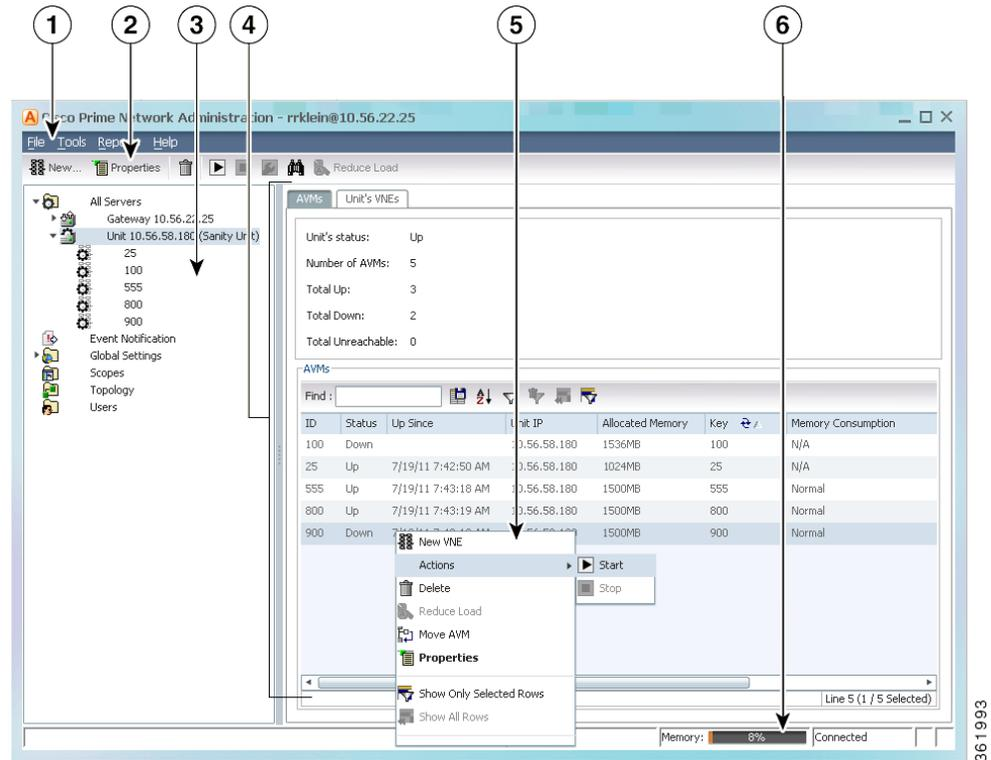 1 2 3 4 5 6
Cisco Prime Network Administration - rrklein@10.56.22.25
File Tools Reports Help
New... Properties Reduce Load
All Servers
Gateway 10.56.22.25
Unit 10.56.58.180 (Sanity Unit)
25
100
555
800
900
Event Notification
Global Settings
Scopes
Topology
Users
AVMs Unit's VNEs
Unit's status: Up
Number of AVMs: 5
Total Up: 3
Total Down: 2
Total Unreachable: 0
AVMs
Find :
ID Status Up Since Unit IP Allocated Memory Key Memory Consumption
100 Down 10.56.58.180 1536MB 100 N/A
25 Up 7/19/11 7:42:50 AM 10.56.58.180 1024MB 25 N/A
555 Up 7/19/11 7:43:18 AM 10.56.58.180 1500MB 555 Normal
800 Up 7/19/11 7:43:19 AM 10.56.58.180 1500MB 800 Normal
900 Down 1500MB 900 Normal
New VNE
Actions
Start
Stop
Delete
Reduce Load
Move AVM
Properties
Show Only Selected Rows
Show All Rows
Line 5 (1 / 5 Selected)
Memory: 8% Connected
361993